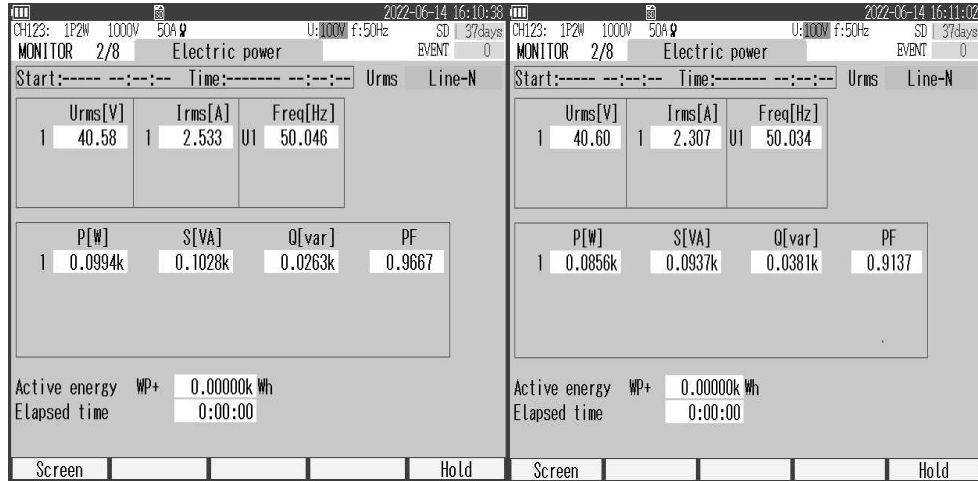 2022-06-14 16:10:38
CH123: 1P2W 1000V 50A U:100V f:50Hz SD 37days
MONITOR 2/8 Electric power EVENT 0
Start:----- --:--:-- Time:------- --:--:-- Urms Line-N
Urms[V] Irms[A] Freq[Hz]
1 40.58 1 2.533 U1 50.046
P[W] S[VA] Q[var] PF
1 0.0994k 0.1028k 0.0263k 0.9667
Active energy WP+ 0.00000k Wh
Elapsed time 0:00:00
Screen Hold
2022-06-14 16:11:02
CH123: 1P2W 1000V 50A U:100V f:50Hz SD 37days
MONITOR 2/8 Electric power EVENT 0
Start:----- --:--:-- Time:------- --:--:-- Urms Line-N
Urms[V] Irms[A] Freq[Hz]
1 40.60 1 2.307 U1 50.034
P[W] S[VA] Q[var] PF
1 0.0856k 0.0937k 0.0381k 0.9137
Active energy WP+ 0.00000k Wh
Elapsed time 0:00:00
Screen Hold